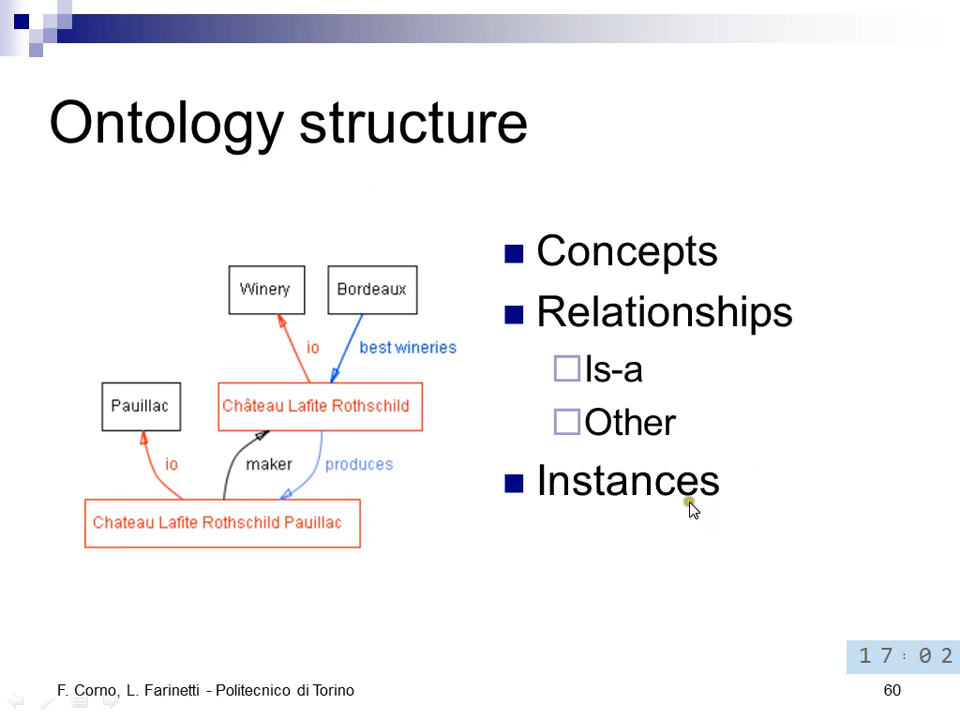 Ontology structure
Winery
Bordeaux
io
best wineries
Pauillac
Château Lafite Rothschild
io
maker
produces
Chateau Lafite Rothschild Pauillac
Concepts
Relationships
Is-a
Other
Instances
17:02
F. Corno, L. Farinetti - Politecnico di Torino
60